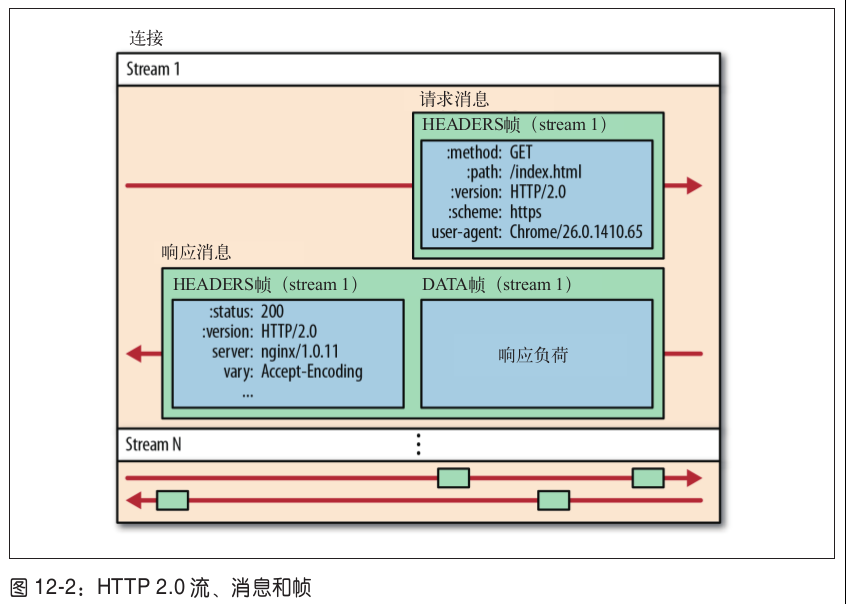 连接
Stream 1
请求消息
HEADERS帧（stream 1）
:method: GET
:path: /index.html
:version: HTTP/2.0
:scheme: https
user-agent: Chrome/26.0.1410.65
响应消息
HEADERS帧（stream 1）
:status: 200
:version: HTTP/2.0
server: nginx/1.0.11
vary: Accept-Encoding
...
DATA帧（stream 1）
响应负荷
Stream N
图 12-2：HTTP 2.0 流、消息和帧